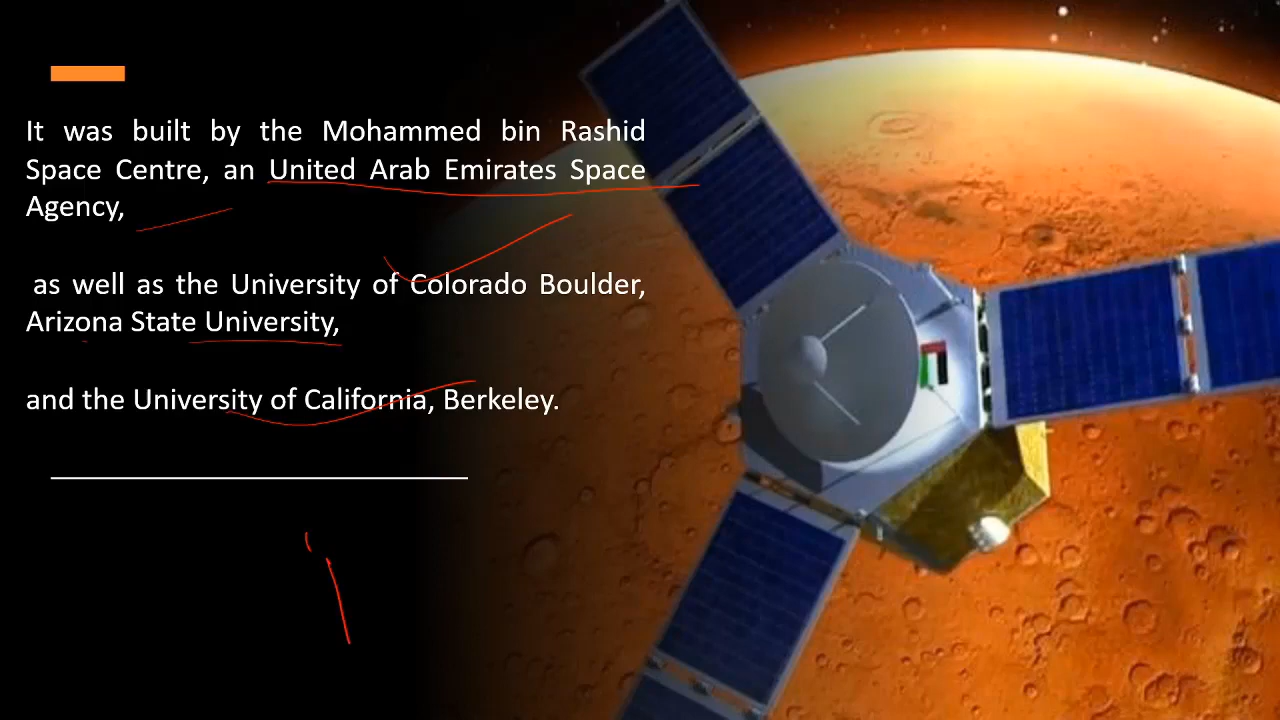 It was built by the Mohammed bin Rashid
Space Centre, an United Arab Emirates Space
Agency,
as well as the University of Colorado Boulder,
Arizona State University,
and the University of California, Berkeley.